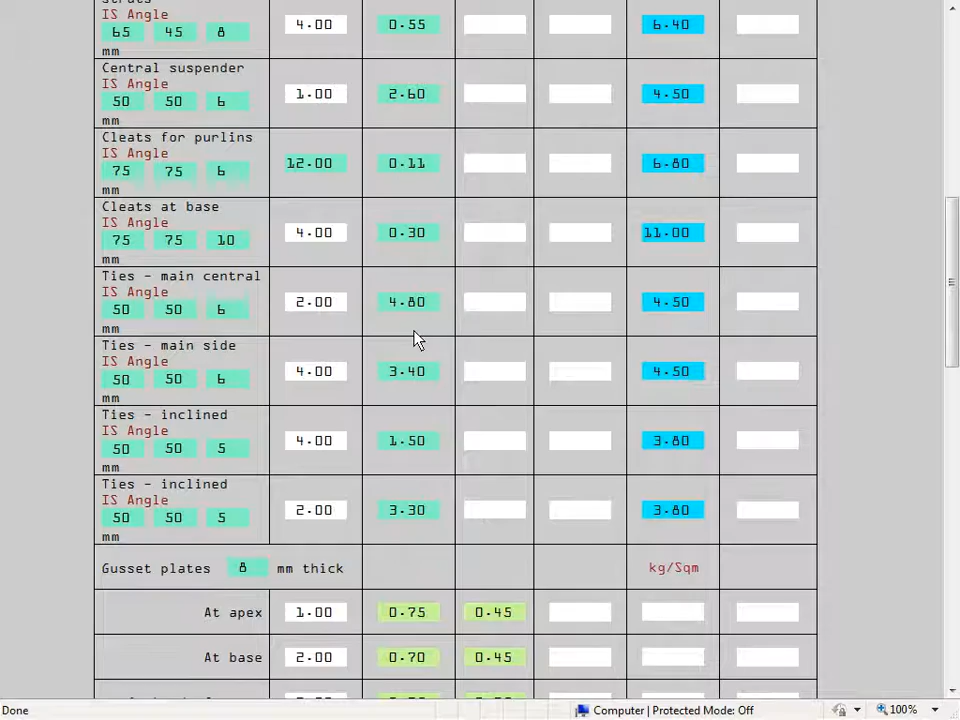 IS Angle
65 45 8 4.00 0.55 6.40
mm
Central suspender
IS Angle
50 50 6 1.00 2.60 4.50
mm
Cleats for purlins
IS Angle
75 75 6 12.00 0.11 6.80
mm
Cleats at base
IS Angle
75 75 10 4.00 0.30 11.00
mm
Ties - main central
IS Angle
50 50 6 2.00 4.80 4.50
mm
Ties - main side
IS Angle
50 50 6 4.00 3.40 4.50
mm
Ties - inclined
IS Angle
50 50 5 4.00 1.50 3.80
mm
Ties - inclined
IS Angle
50 50 5 2.00 3.30 3.80
mm
Gusset plates 8 mm thick kg/Sqm
At apex 1.00 0.75 0.45
At base 2.00 0.70 0.45
Done Computer | Protected Mode: Off 100%